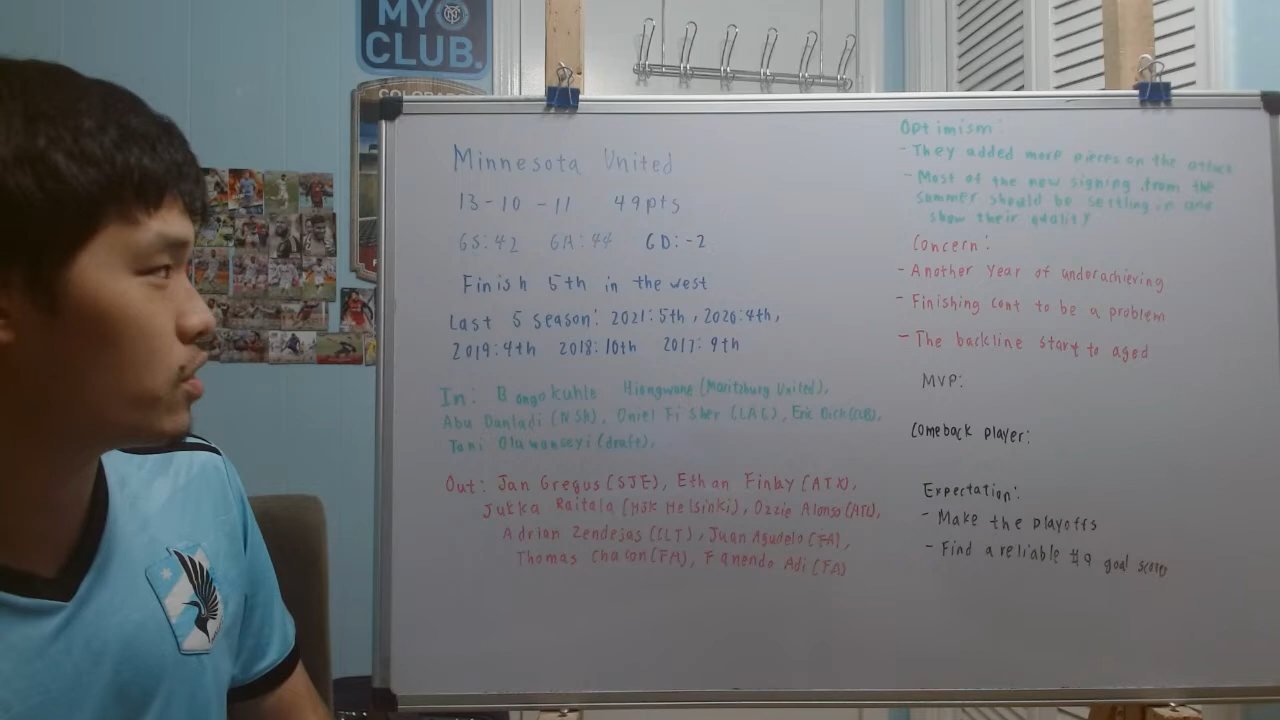 MY
CLUB.
COLORADO
Minnesota United
13-10-11 49pts
GS:42 GA:44 GD:-2
Finish 5th in the west
Last 5 season: 2021:5th, 2020:4th,
2019:4th 2018:10th 2017:9th
In: Bongokuhle Hlongwane (Maritzburg United),
Abu Danladi (NSH), Oniel Fisher (LAG), Eric Dick (CLB),
Tani Oluwaseyi (draft),
Out: Jan Gregus (SJE), Ethan Finlay (ATX),
Jukka Raitala (HJK Helsinki), Ozzie Alonso (ATL),
Adrian Zendejas (CLT), Juan Agudelo (FA),
Thomas Chacon (FA), Fanendo Adi (FA)
Optimism:
- They added more pieces on the attack
- Most of the new signing from the
summer should be settling in and
show their quality
Concern:
- Another year of underachieving
- Finishing cont to be a problem
- The backline start to aged
MVP:
Comeback player:
Expectation:
- Make the playoffs
- Find a reliable #9 goal scorer